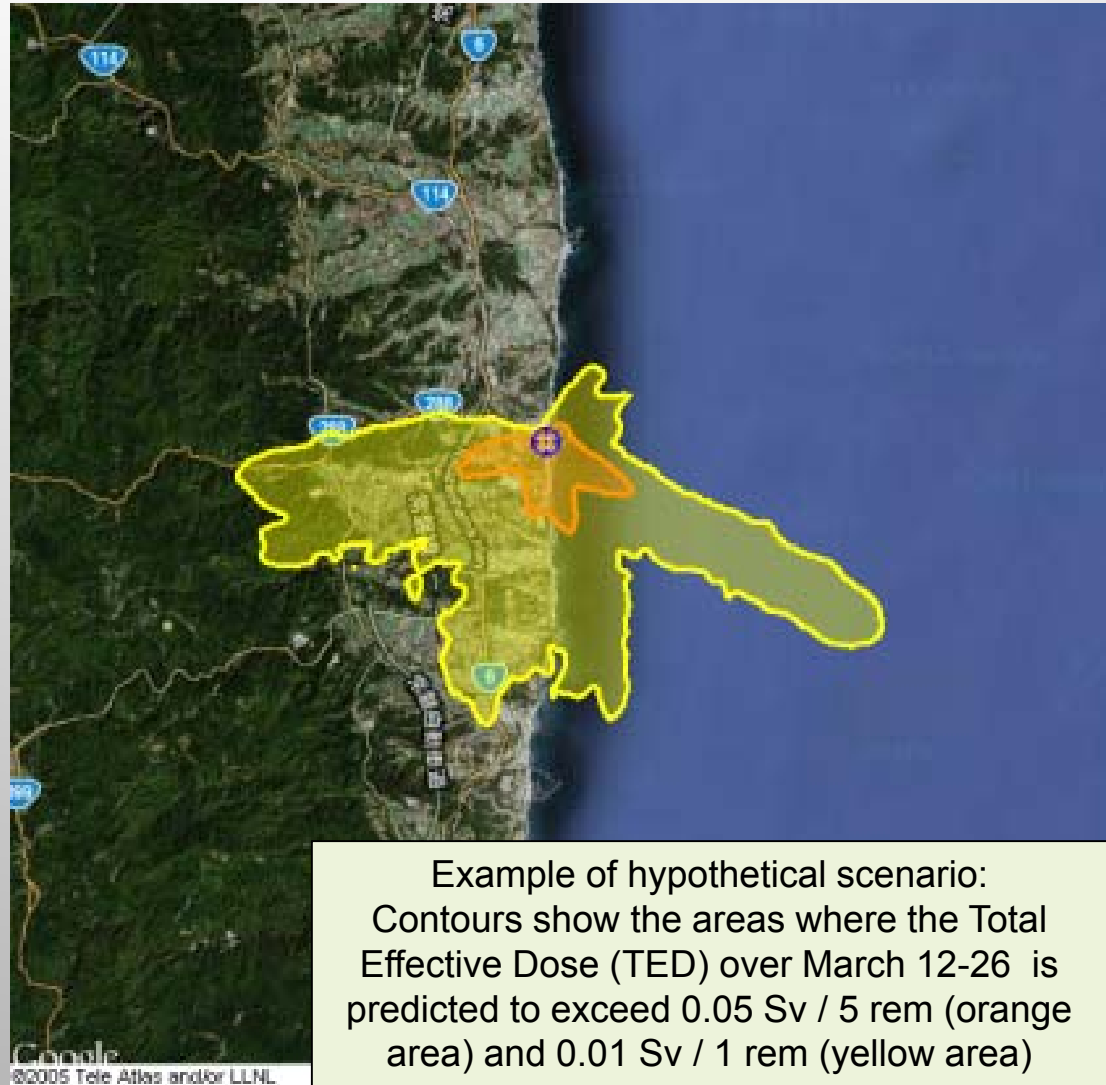 114
6
114
288
288
6
Example of hypothetical scenario:
Contours show the areas where the Total
Effective Dose (TED) over March 12-26 is
predicted to exceed 0.05 Sv / 5 rem (orange
area) and 0.01 Sv / 1 rem (yellow area)
Google
©2005 Tele Atlas and/or LLNL